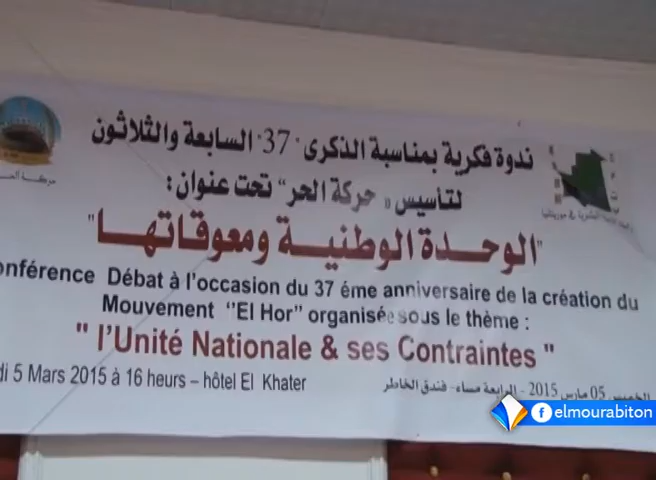 ندوة فكرية بمناسبة الذكرى "37" السابعة والثلاثون
لتأسيس « حركة الحر" تحت عنوان :
"الوحدة الوطنية ومعوقاتها"
onférence Débat à l'occasion du 37 éme anniversaire de la création du
Mouvement ‘'El Hor'' organisée sous le thème :
" l'Unité Nationale & ses Contraintes "
di 5 Mars 2015 à 16 heurs – hôtel El Khater
الخميس 05 مارس 2015 - الرابعة مساء - فندق الخاطر
elmourabiton